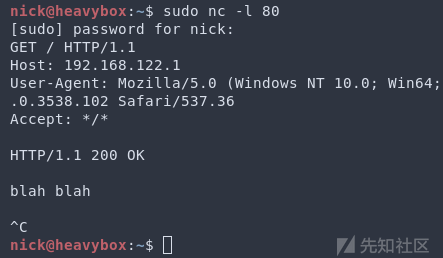 nick@heavybox:~$ sudo nc -l 80
[sudo] password for nick:
GET / HTTP/1.1
Host: 192.168.122.1
User-Agent: Mozilla/5.0 (Windows NT 10.0; Win64;
.0.3538.102 Safari/537.36
Accept: */*
HTTP/1.1 200 OK
blah blah
^C
nick@heavybox:~$
先知社区